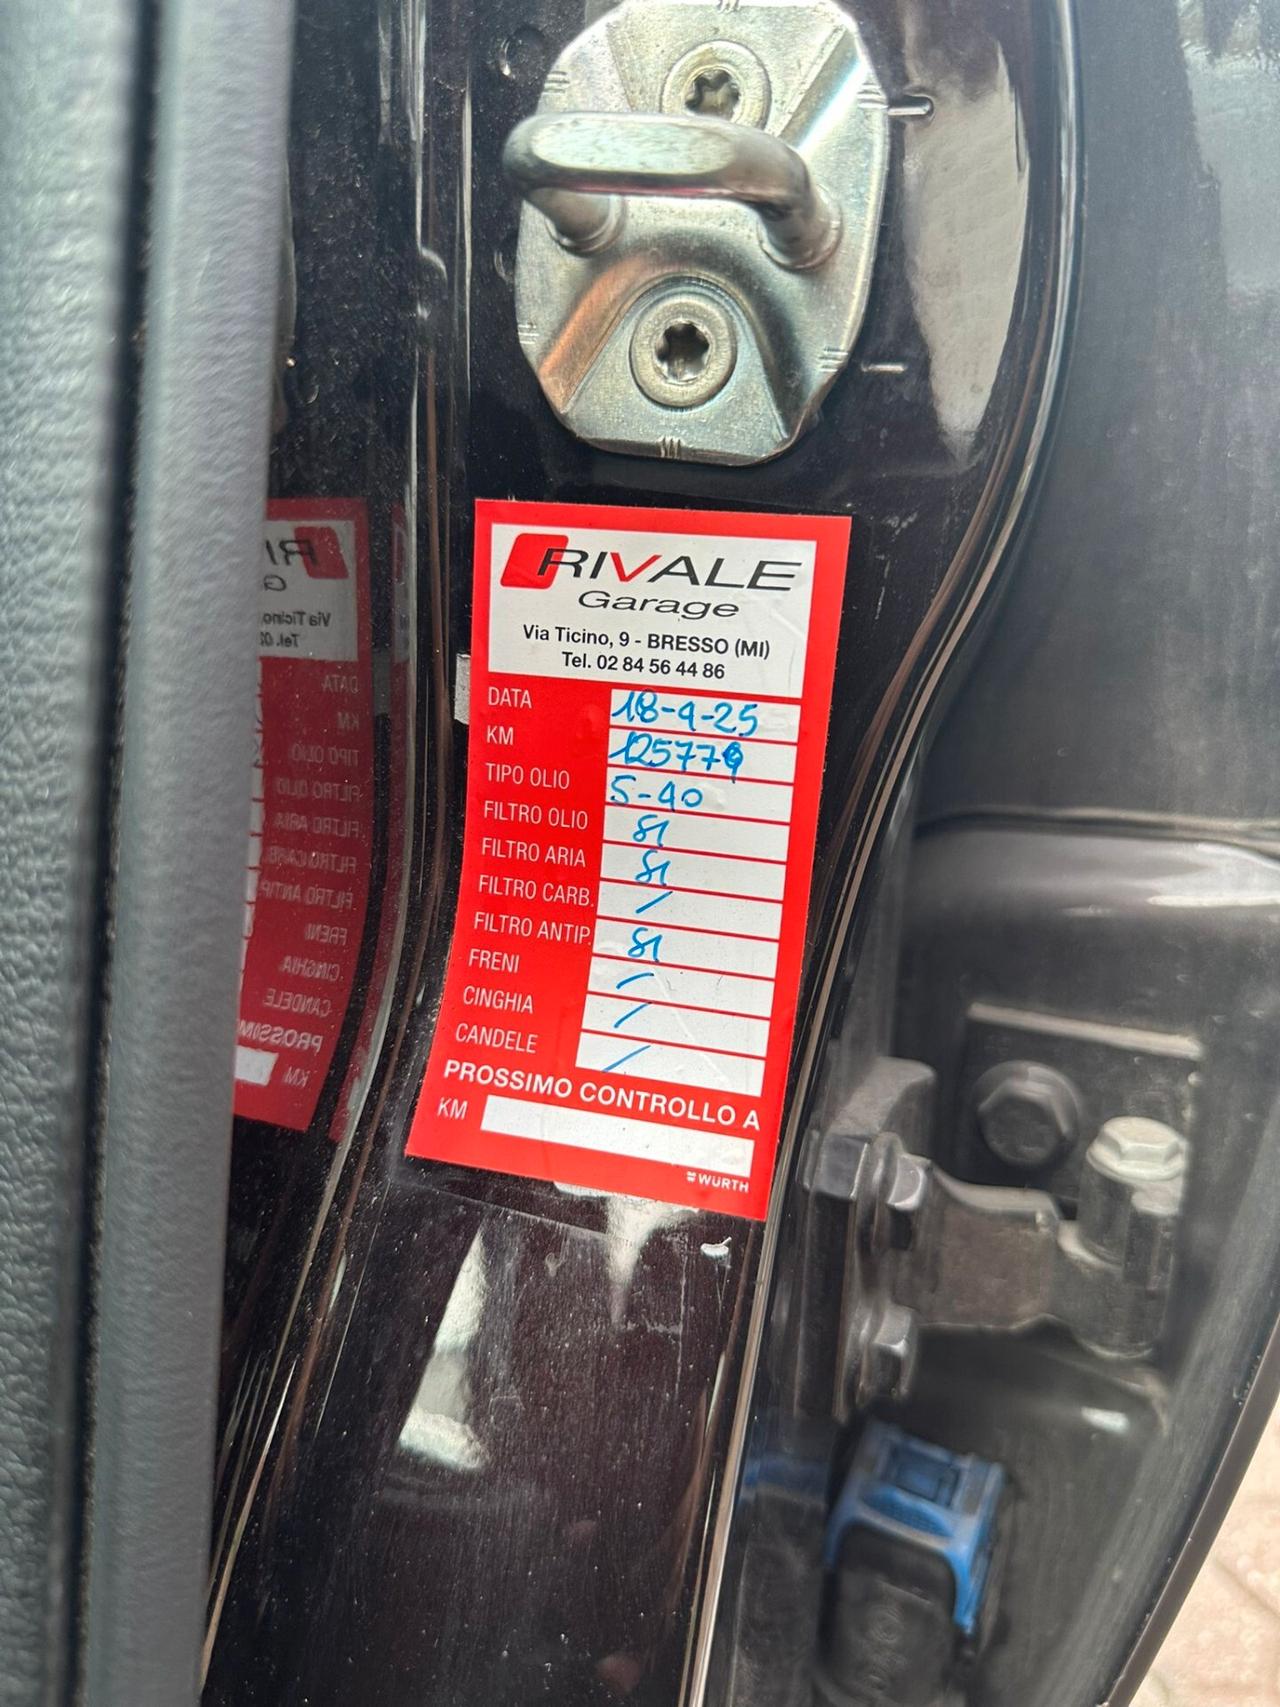 RIVALE
Garage
Via Ticino, 9 - BRESSO (MI)
Tel. 02 84 56 44 86
DATA 18-4-25
KM
TIPO OLIO 5-40
FILTRO OLIO SI
FILTRO ARIA SI
FILTRO CARB. /
FILTRO ANTIP. SI
FRENI /
CINGHIA /
CANDELE /
PROSSIMO CONTROLLO A
KM
WÜRTH